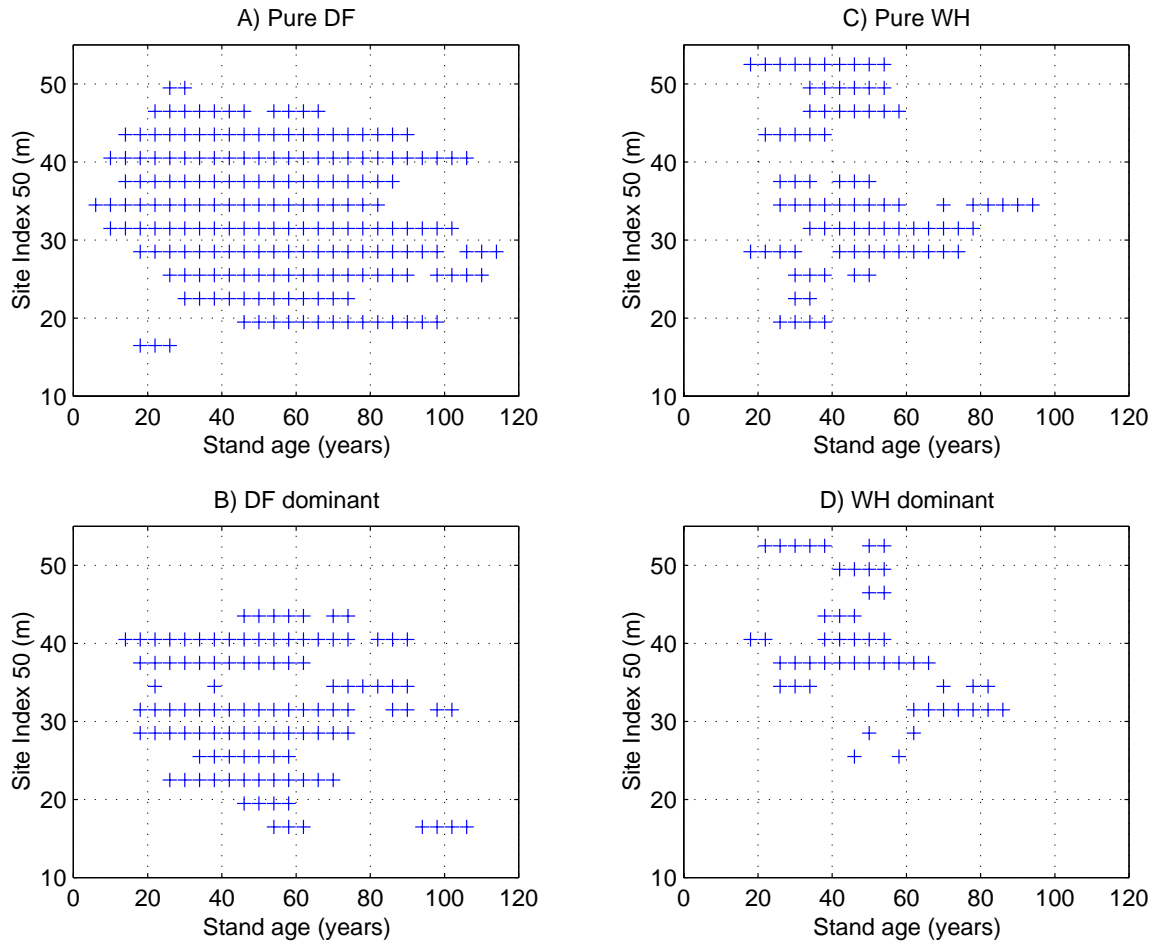 A) Pure DF
50
40
30
20
10
Site Index 50 (m)
0 20 40 60 80 100 120
Stand age (years)
C) Pure WH
50
40
30
20
10
Site Index 50 (m)
0 20 40 60 80 100 120
Stand age (years)
B) DF dominant
50
40
30
20
10
Site Index 50 (m)
0 20 40 60 80 100 120
Stand age (years)
D) WH dominant
50
40
30
20
10
Site Index 50 (m)
0 20 40 60 80 100 120
Stand age (years)